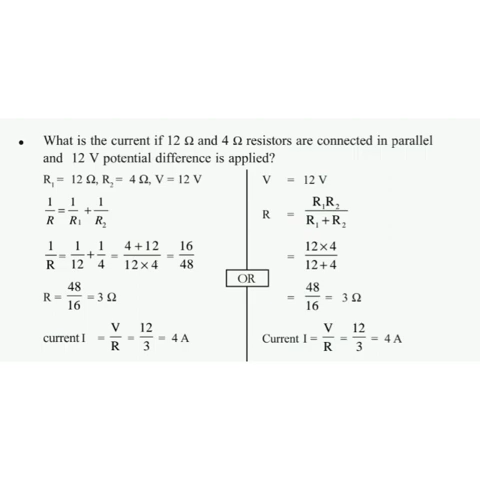 • What is the current if 12 Ω and 4 Ω resistors are connected in parallel
and 12 V potential difference is applied?
R₁ = 12 Ω, R₂ = 4 Ω, V = 12 V
1/R = 1/R₁ + 1/R₂
1/R = 1/12 + 1/4 = 4+12/12×4 = 16/48
R = 48/16 = 3 Ω
current I = V/R = 12/3 = 4 A
OR
V = 12 V
R = R₁R₂/R₁+R₂
= 12×4/12+4
= 48/16 = 3 Ω
Current I = V/R = 12/3 = 4 A